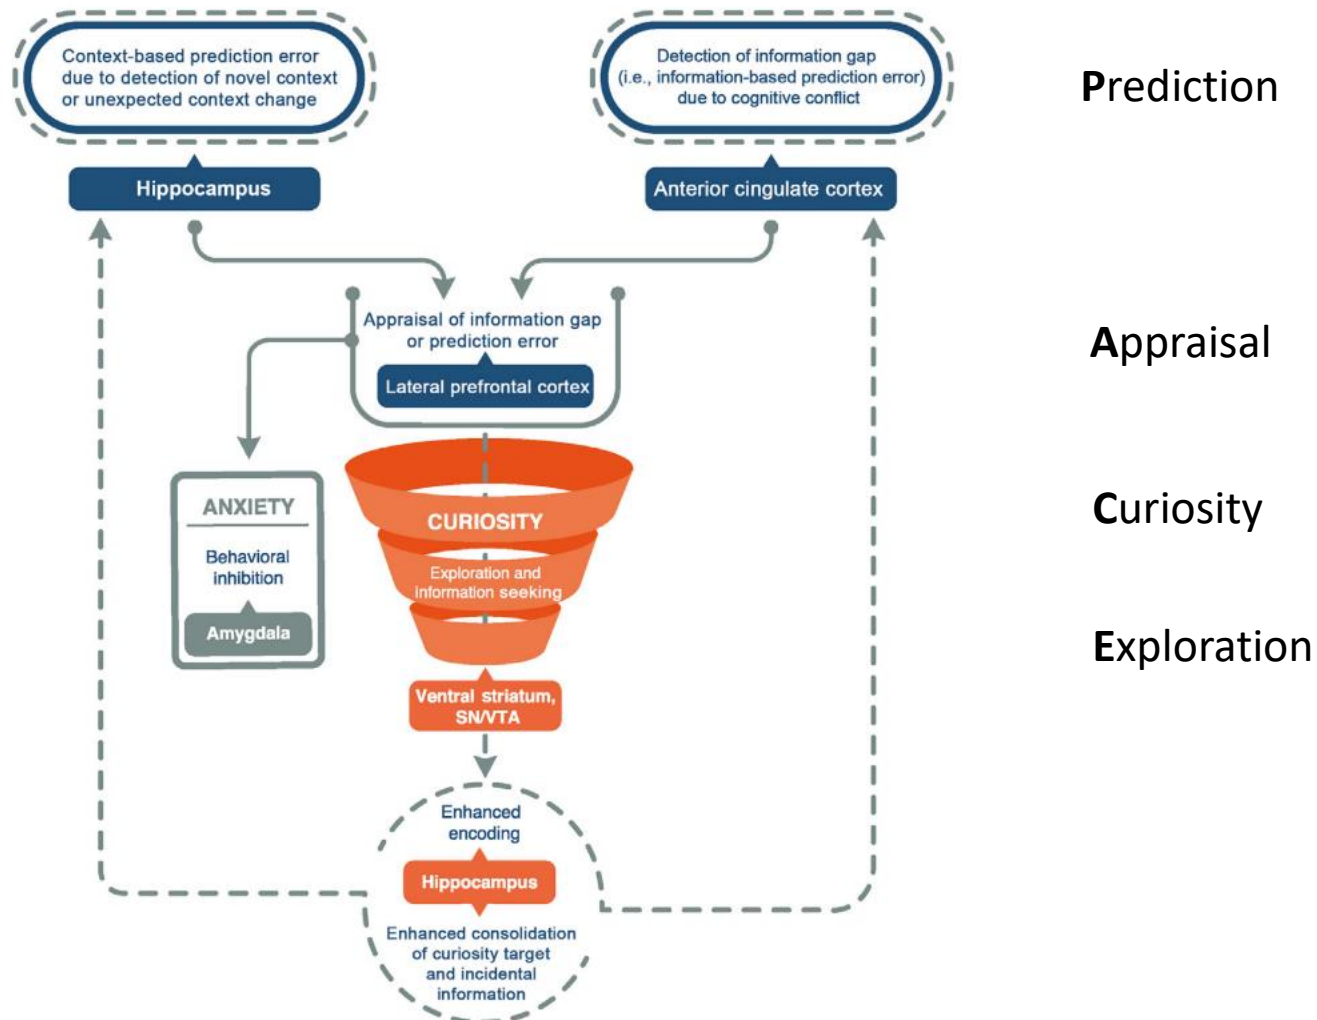 Context-based prediction error
due to detection of novel context
or unexpected context change
Hippocampus
Detection of information gap
(i.e., information-based prediction error)
due to cognitive conflict
Anterior cingulate cortex
Prediction
Appraisal of information gap
or prediction error
Lateral prefrontal cortex
Appraisal
ANXIETY
Behavioral
inhibition
Amygdala
CURIOSITY
Exploration and
information seeking
Curiosity
Exploration
Ventral striatum,
SN/VTA
Enhanced
encoding
Hippocampus
Enhanced consolidation
of curiosity target
and incidental
information